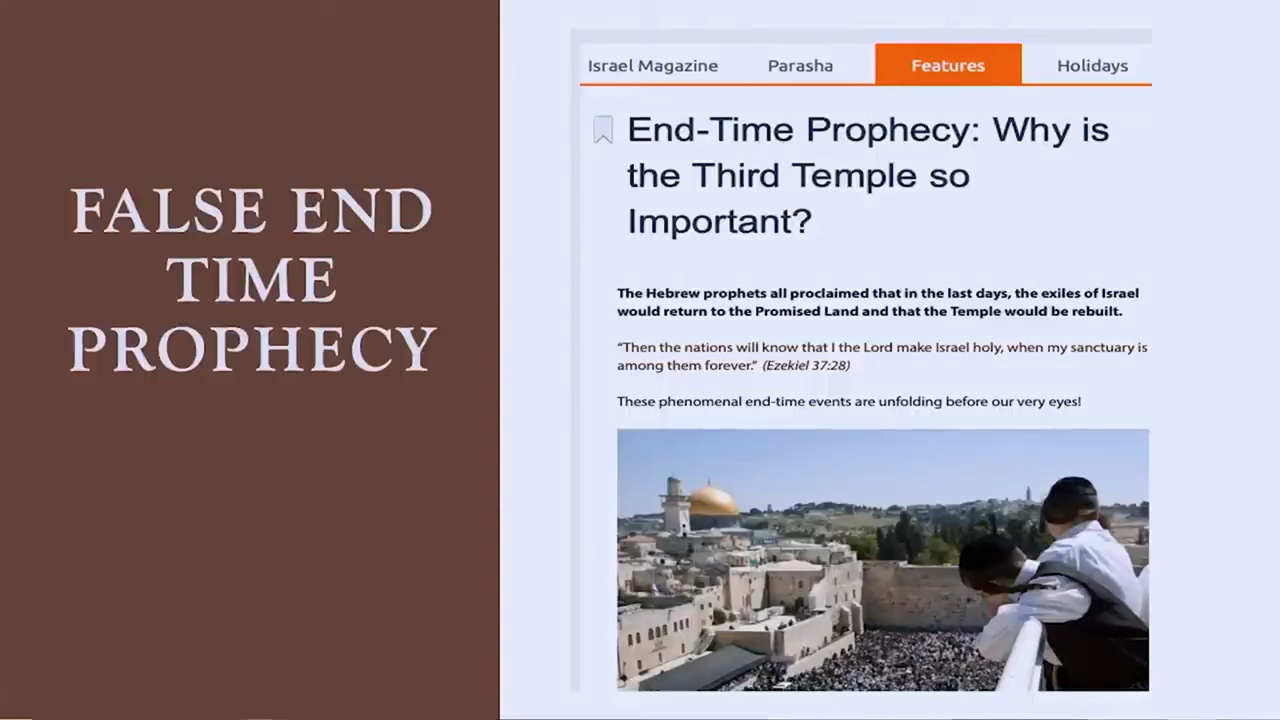 FALSE END
TIME
PROPHECY
Israel Magazine Parasha Features Holidays
End-Time Prophecy: Why is
the Third Temple so
Important?
The Hebrew prophets all proclaimed that in the last days, the exiles of Israel
would return to the Promised Land and that the Temple would be rebuilt.
“Then the nations will know that I the Lord make Israel holy, when my sanctuary is
among them forever.” (Ezekiel 37:28)
These phenomenal end-time events are unfolding before our very eyes!